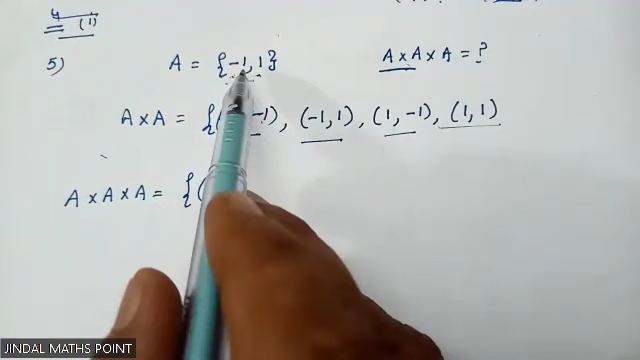 4 (1)
5) A = {-1, 1} A × A × A = ?
A × A = {( -1), (-1, 1), (1, -1), (1, 1)
A × A × A = {(
JINDAL MATHS POINT